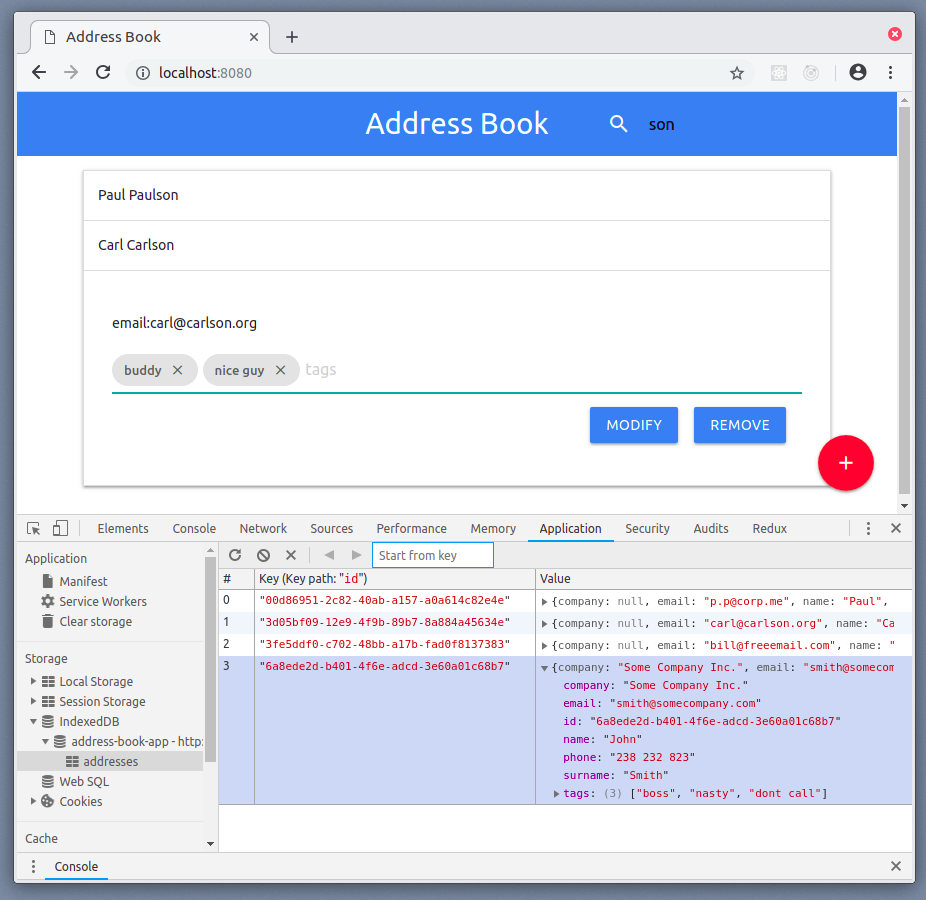 Address Book
localhost:8080
Address Book son
Paul Paulson
Carl Carlson
email:carl@carlson.org
buddy nice guy tags
MODIFY REMOVE
Elements Console Network Sources Performance Memory Application Security Audits Redux
Application
Manifest
Service Workers
Clear storage
Storage
Local Storage
Session Storage
IndexedDB
address-book-app - http:
addresses
Web SQL
Cookies
Cache
Start from key
# Key (Key path: "id") Value
0 "00d86951-2c82-40ab-a157-a0a614c82e4e" {company: null, email: "p.p@corp.me", name: "Paul",
1 "3d05bf09-12e9-4f9b-89b7-8a884a45634e" {company: null, email: "carl@carlson.org", name: "Ca
2 "3fe5ddf0-c702-48bb-a17b-fad0f8137383" {company: null, email: "bill@freeemail.com", name: "
3 "6a8ede2d-b401-4f6e-adcd-3e60a01c68b7" {company: "Some Company Inc.", email: "smith@somecom
company: "Some Company Inc."
email: "smith@somecompany.com"
id: "6a8ede2d-b401-4f6e-adcd-3e60a01c68b7"
name: "John"
phone: "238 232 823"
surname: "Smith"
tags: (3) ["boss", "nasty", "dont call"]
Console